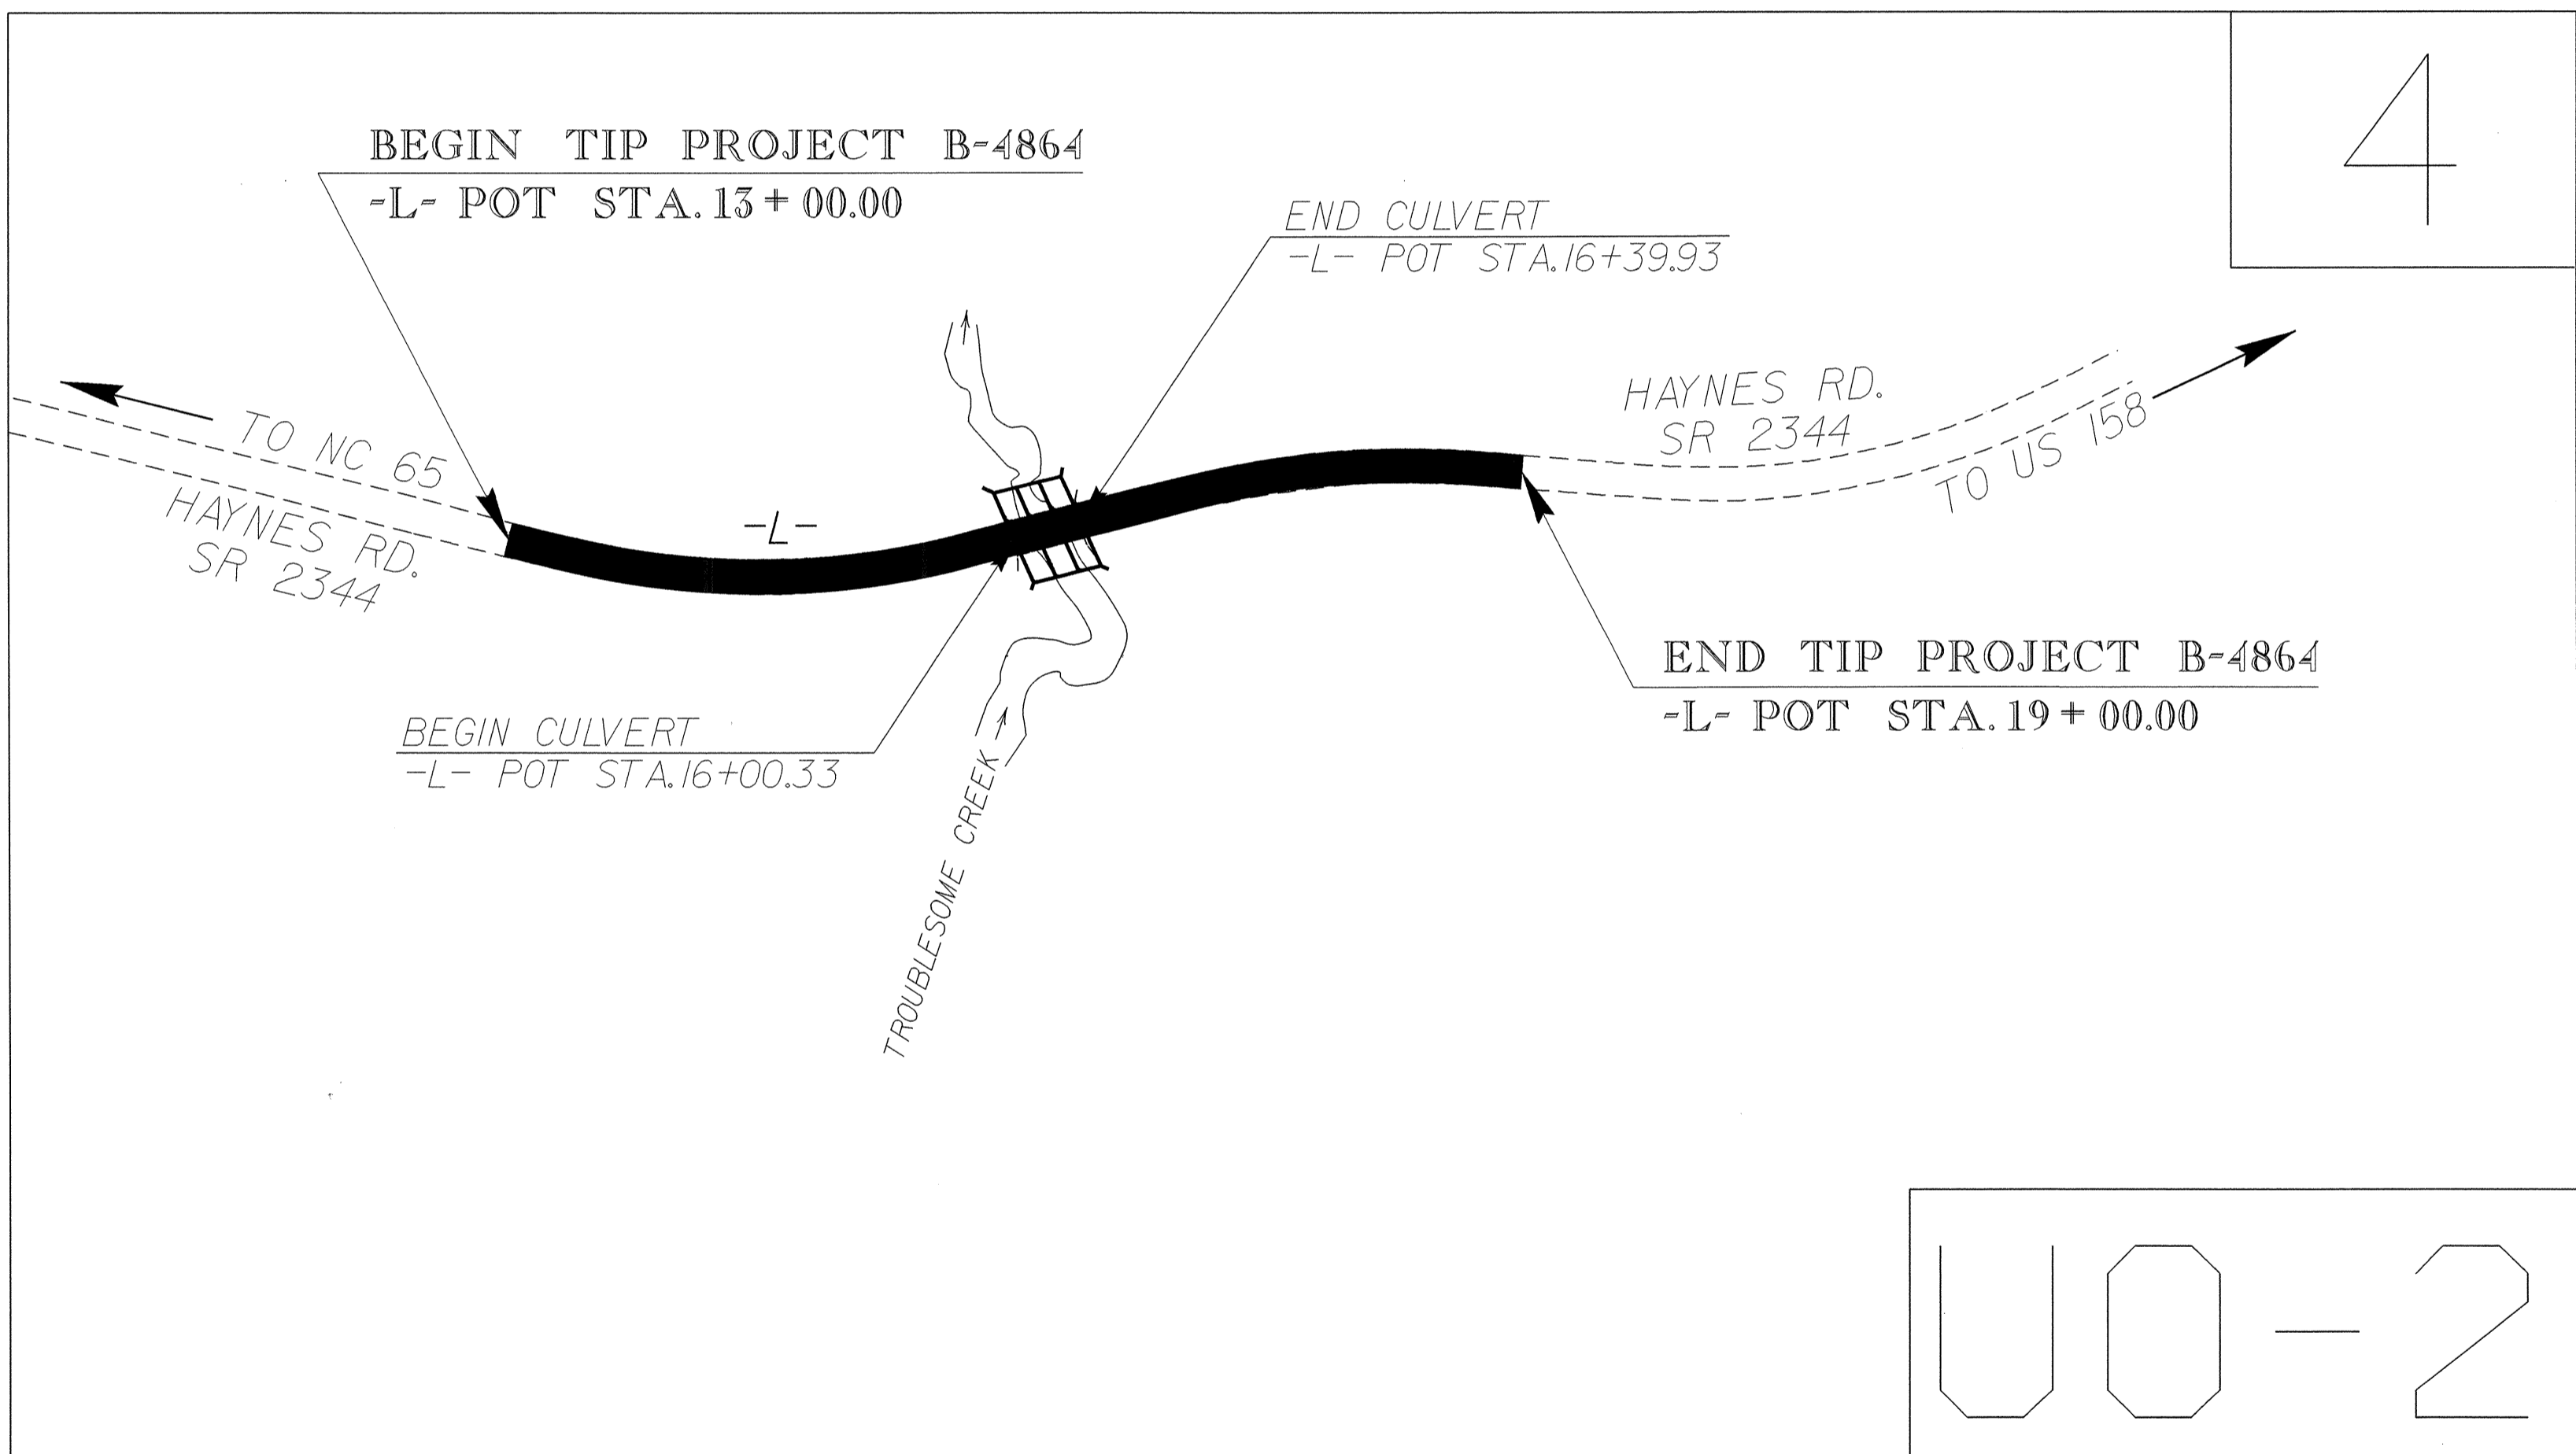 4
BEGIN TIP PROJECT B-4864
-L- POT STA. 13 + 00.00
END CULVERT
-L- POT STA.16+39.93
TO NC 65
HAYNES RD.
SR 2344
-L-
HAYNES RD.
SR 2344
TO US 158
BEGIN CULVERT
-L- POT STA.16+00.33
TROUBLESOME CREEK
END TIP PROJECT B-4864
-L- POT STA. 19 + 00.00
UO-2